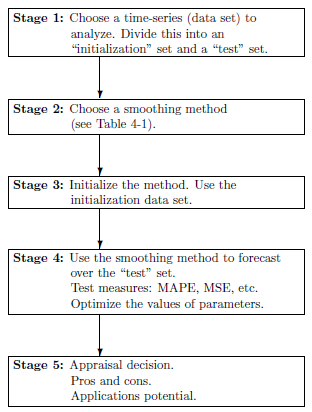 Stage 1: Choose a time-series (data set) to
analyze. Divide this into an
“initialization” set and a “test” set.
Stage 2: Choose a smoothing method
(see Table 4-1).
Stage 3: Initialize the method. Use the
initialization data set.
Stage 4: Use the smoothing method to forecast
over the “test” set.
Test measures: MAPE, MSE, etc.
Optimize the values of parameters.
Stage 5: Appraisal decision.
Pros and cons.
Applications potential.